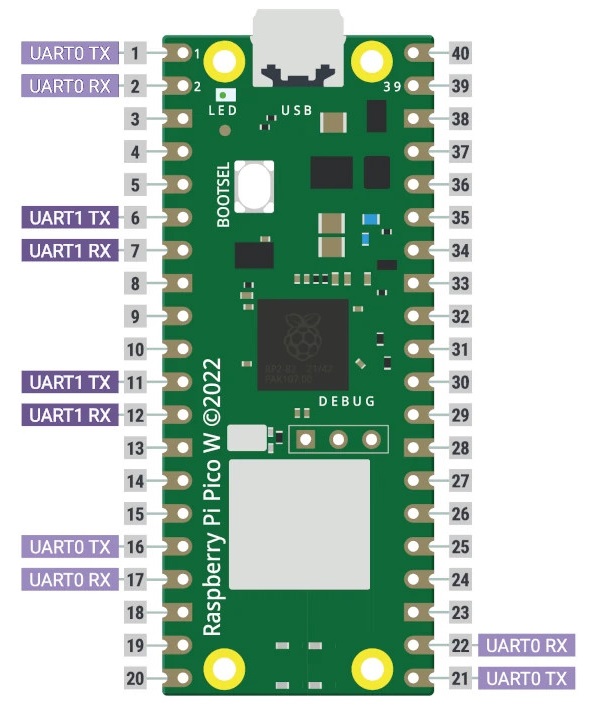 UART0 TX 1 1 40
UART0 RX 2 2 39 39
LED USB
3 38
4 37
BOOTSEL
5 36
UART1 TX 6 35
UART1 RX 7 34
8 33
9 32
10 31
UART1 TX 11 30
DEBUG
UART1 RX 12 29
13 28
Raspberry Pi Pico W ©2022
14 27
15 26
UART0 TX 16 25
UART0 RX 17 24
18 23
19 22 UART0 RX
20 21 UART0 TX